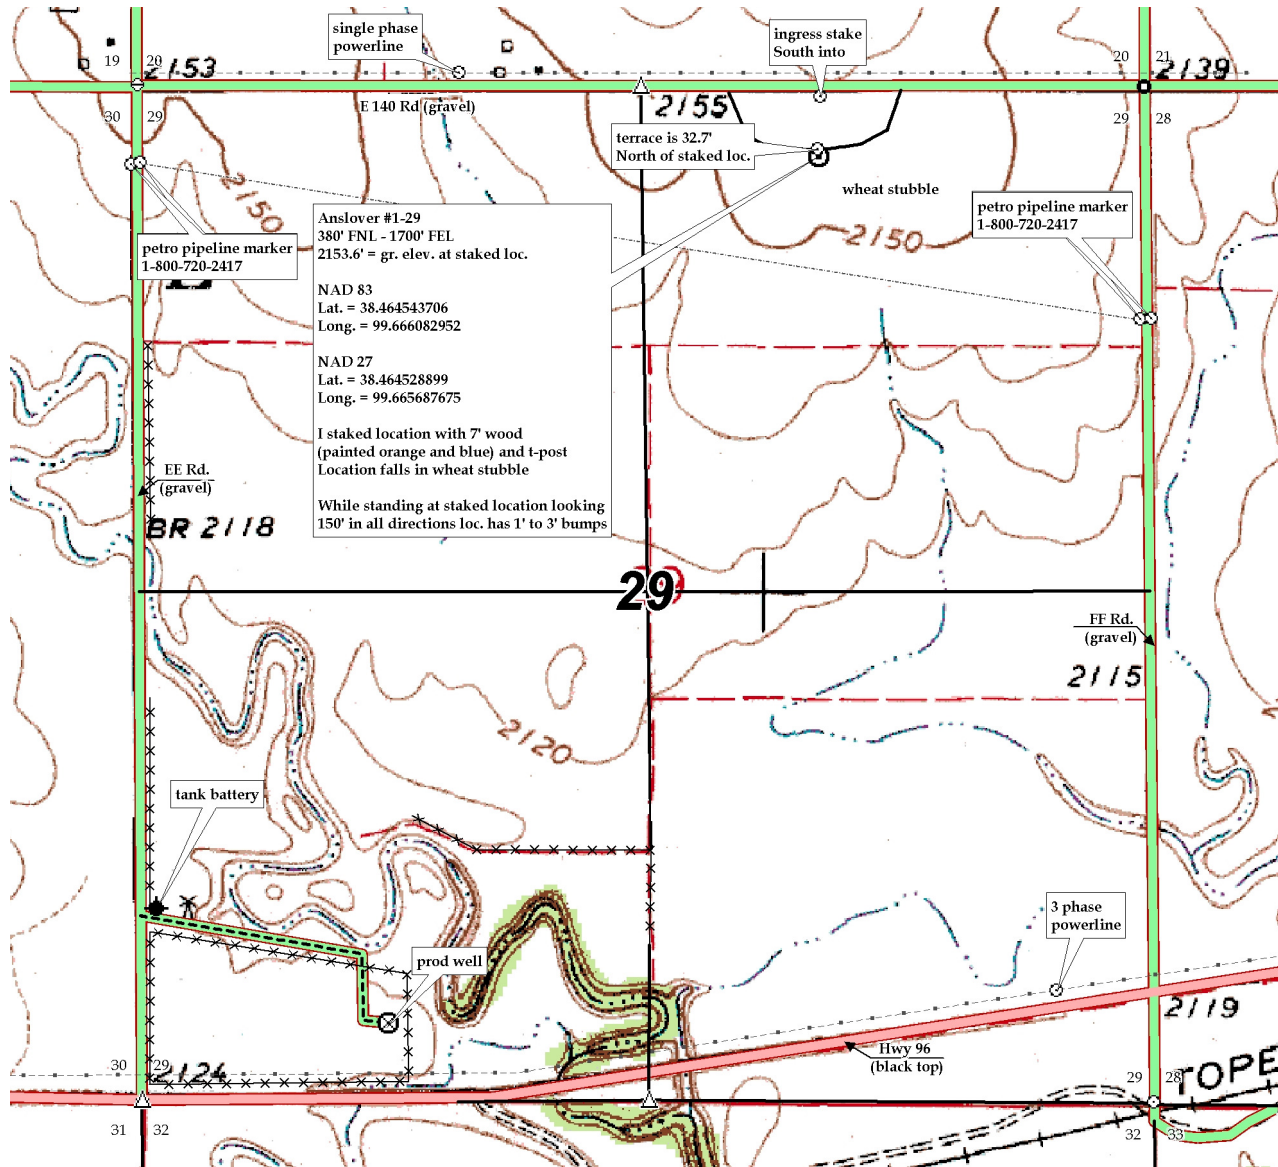 single phase
powerline
ingress stake
South into
19
20
2153
20
21
2139
E 140 Rd (gravel)
2155
30
29
29
28
terrace is 32.7'
North of staked loc.
wheat stubble
2150
petro pipeline marker
1-800-720-2417
petro pipeline marker
1-800-720-2417
2150
Anslover #1-29
380' FNL - 1700' FEL
2153.6' = gr. elev. at staked loc.
NAD 83
Lat. = 38.464543706
Long. = 99.666082952
NAD 27
Lat. = 38.464528899
Long. = 99.665687675
I staked location with 7' wood
(painted orange and blue) and t-post
Location falls in wheat stubble
While standing at staked location looking
150' in all directions loc. has 1' to 3' bumps
EE Rd.
(gravel)
BR 2118
29
FF Rd.
(gravel)
2115
2120
tank battery
3 phase
powerline
prod well
2119
Hwy 96
(black top)
30
29
2124
29
28
TOPE
31
32
32
33